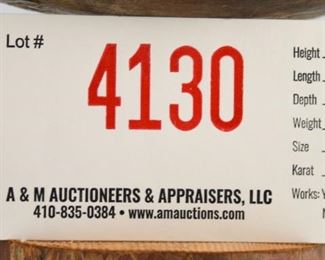 Lot #
4130
Height
Length
Depth
Weight
Size
Karat
Works:
A & M AUCTIONEERS & APPRAISERS, LLC
410-835-0384 • www.amauctions.com